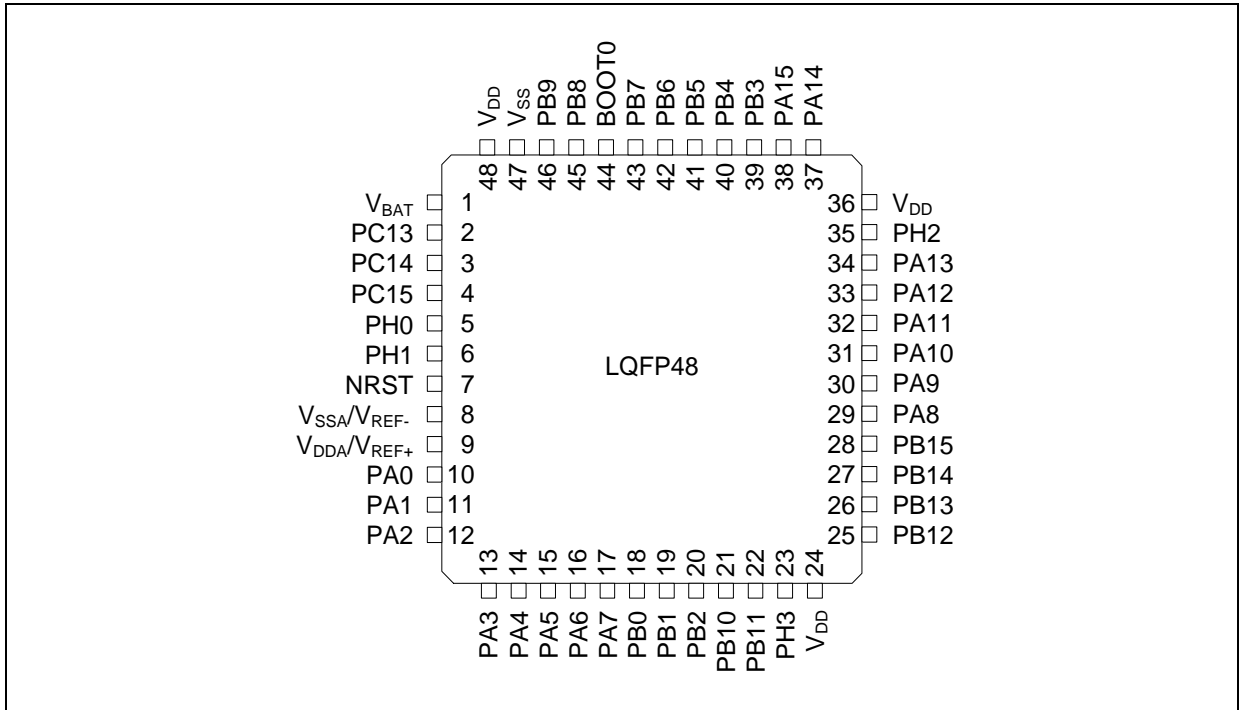 VDD VSS PB9 PB8 BOOT0 PB7 PB6 PB5 PB4 PB3 PA15 PA14
48 47 46 45 44 43 42 41 40 39 38 37
VBAT 1 36 VDD
PC13 2 35 PH2
PC14 3 34 PA13
PC15 4 33 PA12
PH0 5 32 PA11
PH1 6 31 PA10
LQFP48
NRST 7 30 PA9
VSSA/VREF- 8 29 PA8
VDDA/VREF+ 9 28 PB15
PA0 10 27 PB14
PA1 11 26 PB13
PA2 12 25 PB12
13 14 15 16 17 18 19 20 21 22 23 24
PA3 PA4 PA5 PA6 PA7 PB0 PB1 PB2 PB10 PB11 PH3 VDD